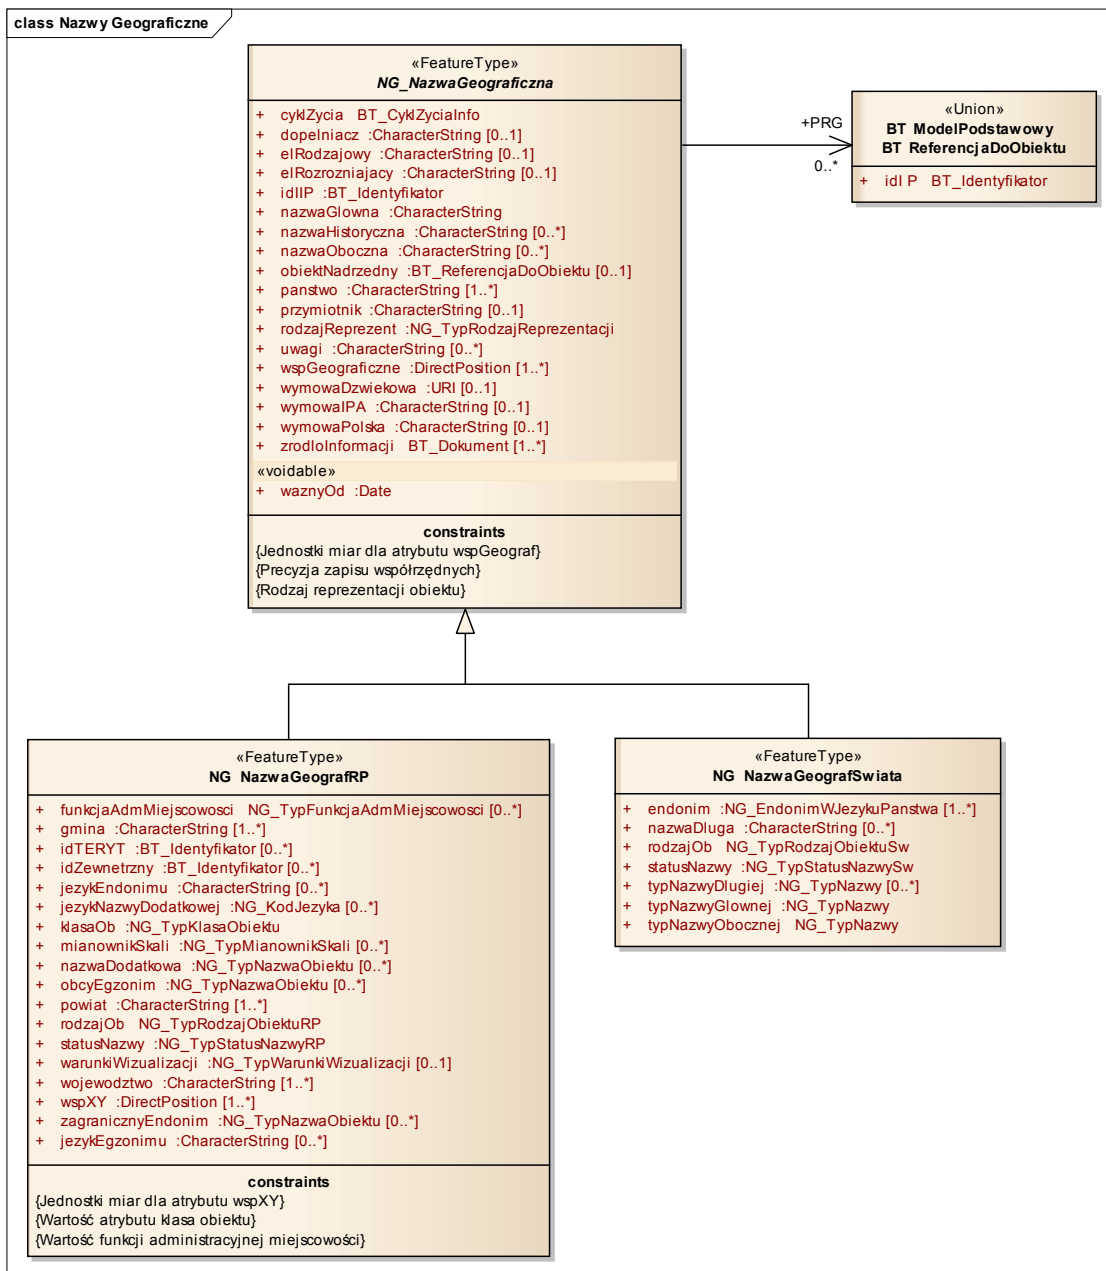 class Nazwy Geograficzne
«FeatureType»
NG_NazwaGeograficzna
+ cyklZycia BT_CyklZyciaInfo
+ dopelniacz :CharacterString [0..1]
+ elRodzajowy :CharacterString [0..1]
+ elRozrozniajacy :CharacterString [0..1]
+ idIIP :BT_Identyfikator
+ nazwaGlowna :CharacterString
+ nazwaHistoryczna :CharacterString [0..*]
+ nazwaOboczna :CharacterString [0..*]
+ obiektNadrzedny :BT_ReferencjaDoObiektu [0..1]
+ panstwo :CharacterString [1..*]
+ przymiotnik :CharacterString [0..1]
+ rodzajReprezent :NG_TypRodzajReprezentacji
+ uwagi :CharacterString [0..*]
+ wspGeograficzne :DirectPosition [1..*]
+ wymowaDzwiekowa :URI [0..1]
+ wymowaIPA :CharacterString [0..1]
+ wymowaPolska :CharacterString [0..1]
+ zrodloInformacji BT_Dokument [1..*]
«voidable»
+ waznyOd :Date
constraints
{Jednostki miar dla atrybutu wspGeograf}
{Precyzja zapisu współrzędnych}
{Rodzaj reprezentacji obiektu}
+PRG
0..*
«Union»
BT ModelPodstawowy
BT ReferencjaDoObiektu
+ idI P BT_Identyfikator
«FeatureType»
NG NazwaGeografRP
+ funkcjaAdmMiejscowosci NG_TypFunkcjaAdmMiejscowosci [0..*]
+ gmina :CharacterString [1..*]
+ idTERYT :BT_Identyfikator [0..*]
+ idZewnetrzny :BT_Identyfikator [0..*]
+ jezykEndonimu :CharacterString [0..*]
+ jezykNazwyDodatkowej :NG_KodJezyka [0..*]
+ klasaOb :NG_TypKlasaObiektu
+ mianownikSkali :NG_TypMianownikSkali [0..*]
+ nazwaDodatkowa :NG_TypNazwaObiektu [0..*]
+ obcyEgzonim :NG_TypNazwaObiektu [0..*]
+ powiat :CharacterString [1..*]
+ rodzajOb NG_TypRodzajObiektuRP
+ statusNazwy :NG_TypStatusNazwyRP
+ warunkiWizualizacji :NG_TypWarunkiWizualizacji [0..1]
+ wojewodztwo :CharacterString [1..*]
+ wspXY :DirectPosition [1..*]
+ zagranicznyEndonim :NG_TypNazwaObiektu [0..*]
+ jezykEgzonimu :CharacterString [0..*]
constraints
{Jednostki miar dla atrybutu wspXY}
{Wartość atrybutu klasa obiektu}
{Wartość funkcji administracyjnej miejscowości}
«FeatureType»
NG NazwaGeografSwiata
+ endonim :NG_EndonimWJezykuPanstwa [1..*]
+ nazwaDluga :CharacterString [0..*]
+ rodzajOb NG_TypRodzajObiektuSw
+ statusNazwy :NG_TypStatusNazwySw
+ typNazwyDlugiej :NG_TypNazwy [0..*]
+ typNazwyGlownej :NG_TypNazwy
+ typNazwyObocznej NG_TypNazwy